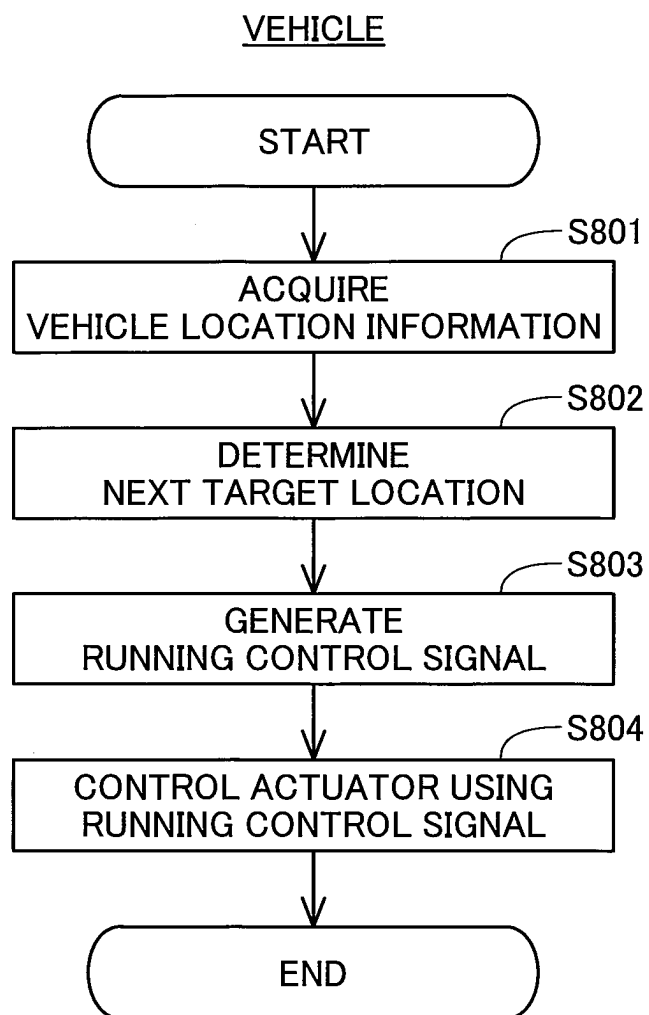 VEHICLE
START
S801
ACQUIRE
VEHICLE LOCATION INFORMATION
S802
DETERMINE
NEXT TARGET LOCATION
S803
GENERATE
RUNNING CONTROL SIGNAL
S804
CONTROL ACTUATOR USING
RUNNING CONTROL SIGNAL
END